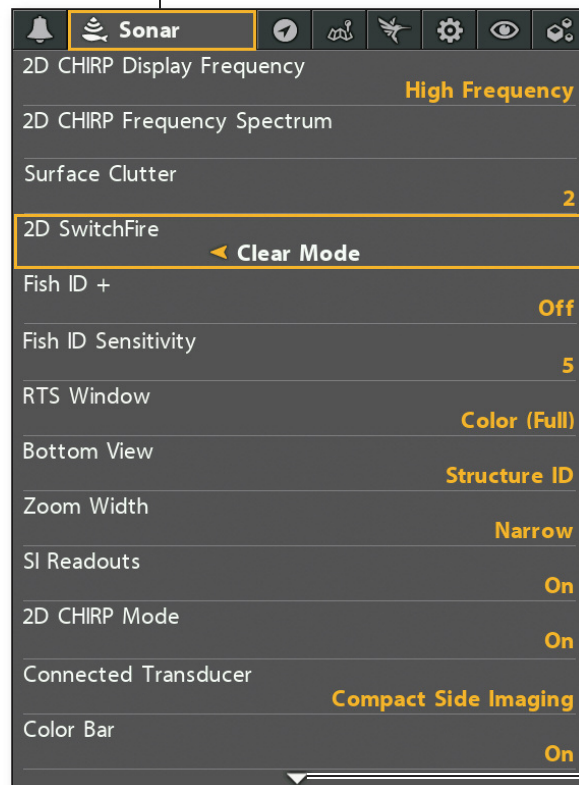 Sonar
2D CHIRP Display Frequency
High Frequency
2D CHIRP Frequency Spectrum
Surface Clutter
2
2D SwitchFire
Clear Mode
Fish ID +
Off
Fish ID Sensitivity
5
RTS Window
Color (Full)
Bottom View
Structure ID
Zoom Width
Narrow
SI Readouts
On
2D CHIRP Mode
On
Connected Transducer
Compact Side Imaging
Color Bar
On